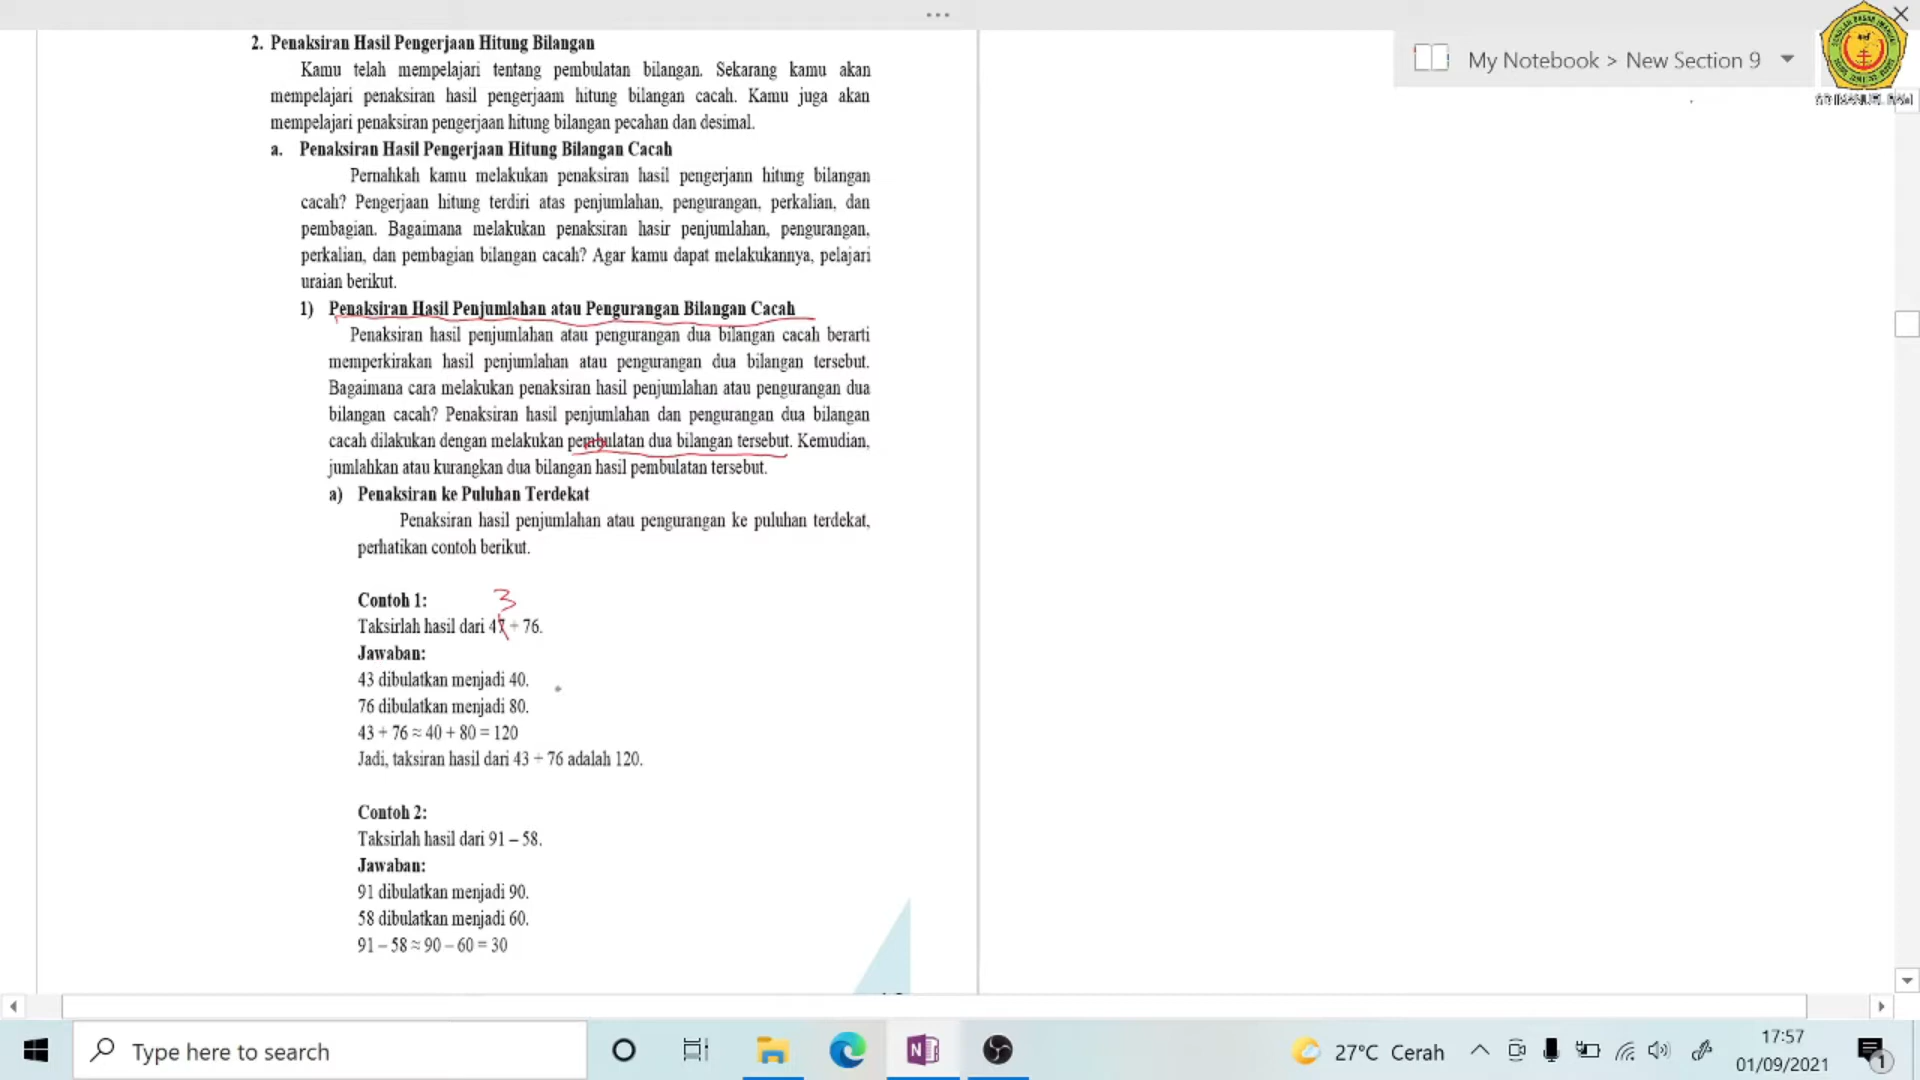 2. Penaksiran Hasil Pengerjaan Hitung Bilangan
Kamu telah mempelajari tentang pembulatan bilangan. Sekarang kamu akan
mempelajari penaksiran hasil pengerjaam hitung bilangan cacah. Kamu juga akan
mempelajari penaksiran pengerjaan hitung bilangan pecahan dan desimal.
a. Penaksiran Hasil Pengerjaan Hitung Bilangan Cacah
Pernahkah kamu melakukan penaksiran hasil pengerjann hitung bilangan
cacah? Pengerjaan hitung terdiri atas penjumlahan, pengurangan, perkalian, dan
pembagian. Bagaimana melakukan penaksiran hasir penjumlahan, pengurangan,
perkalian, dan pembagian bilangan cacah? Agar kamu dapat melakukannya, pelajari
uraian berikut.
1) Penaksiran Hasil Penjumlahan atau Pengurangan Bilangan Cacah
Penaksiran hasil penjumlahan atau pengurangan dua bilangan cacah berarti
memperkirakan hasil penjumlahan atau pengurangan dua bilangan tersebut.
Bagaimana cara melakukan penaksiran hasil penjumlahan atau pengurangan dua
bilangan cacah? Penaksiran hasil penjumlahan dan pengurangan dua bilangan
cacah dilakukan dengan melakukan pembulatan dua bilangan tersebut. Kemudian,
jumlahkan atau kurangkan dua bilangan hasil pembulatan tersebut.
a) Penaksiran ke Puluhan Terdekat
Penaksiran hasil penjumlahan atau pengurangan ke puluhan terdekat,
perhatikan contoh berikut.
Contoh 1:
3
Taksirlah hasil dari 47 + 76.
Jawaban:
43 dibulatkan menjadi 40.
76 dibulatkan menjadi 80.
43 + 76 ≈ 40 + 80 = 120
Jadi, taksiran hasil dari 43 + 76 adalah 120.
Contoh 2:
Taksirlah hasil dari 91 – 58.
Jawaban:
91 dibulatkan menjadi 90.
58 dibulatkan menjadi 60.
91 – 58 ≈ 90 – 60 = 30
My Notebook > New Section 9
Type here to search
27°C Cerah
17:57
01/09/2021
1